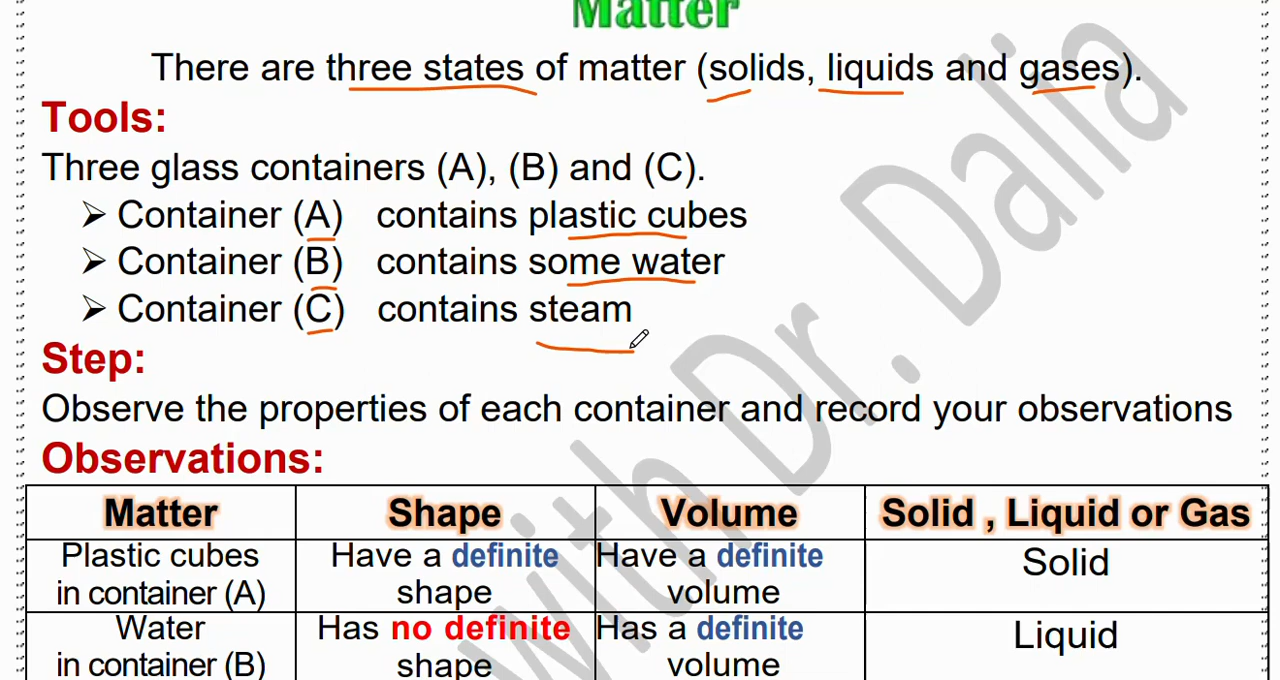 Matter
There are three states of matter (solids, liquids and gases).
Tools:
Three glass containers (A), (B) and (C).
➢ Container (A) contains plastic cubes
➢ Container (B) contains some water
➢ Container (C) contains steam
Step:
Observe the properties of each container and record your observations
Observations:
Matter Shape Volume Solid , Liquid or Gas
Plastic cubes in container (A) Have a definite shape Have a definite volume Solid
Water in container (B) Has no definite shape Has a definite volume Liquid
with Dr. Dalia